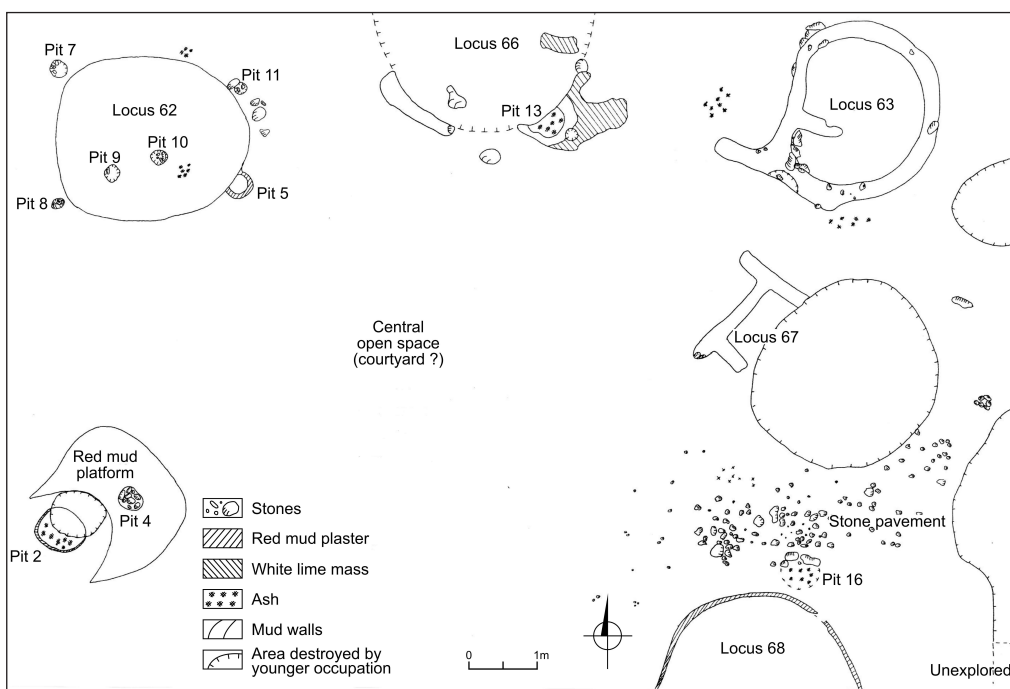 Pit 7
Locus 66
Pit 11
Locus 62
Pit 13
Locus 63
Pit 10
Pit 9
Pit 8
Pit 5
Central
open space
(courtyard ?)
Locus 67
Red mud
platform
Pit 4
Pit 2
Stones
Red mud plaster
White lime mass
Ash
Mud walls
Area destroyed by
younger occupation
0 1m
Stone pavement
Pit 16
Locus 68
Unexplored